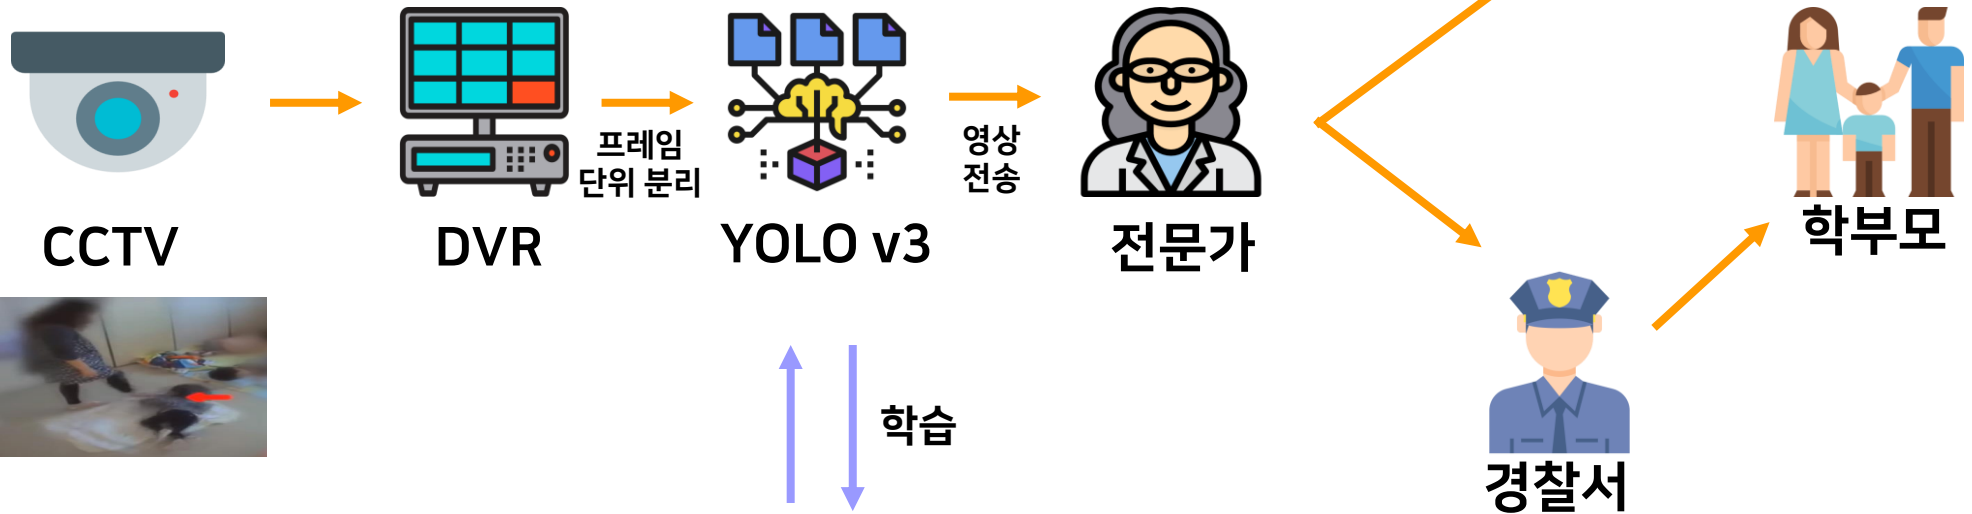 프레임
단위 분리
영상
전송
CCTV
DVR
YOLO v3
전문가
학부모
학습
경찰서